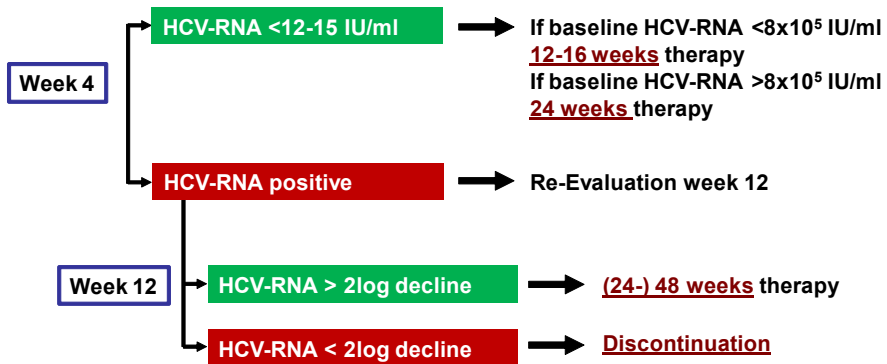 HCV-RNA <12-15 IU/ml
If baseline HCV-RNA <8x10⁵ IU/ml
12-16 weeks therapy
If baseline HCV-RNA >8x10⁵ IU/ml
24 weeks therapy
Week 4
HCV-RNA positive
Re-Evaluation week 12
Week 12
HCV-RNA > 2log decline
(24-) 48 weeks therapy
HCV-RNA < 2log decline
Discontinuation